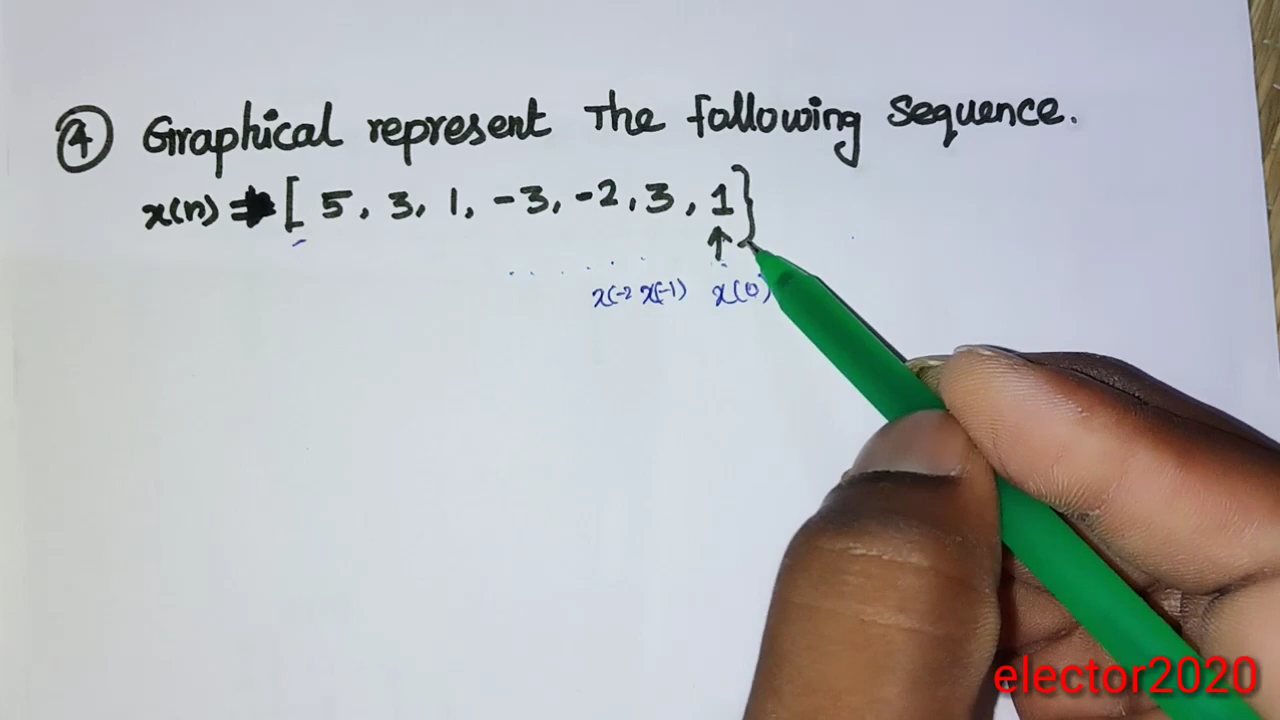 ④ Graphical represent The following Sequence.
x(n) ⇒ [ 5, 3, 1, -3, -2, 3, 1}
↑
x(-2 x(-1) x(0)
elector2020